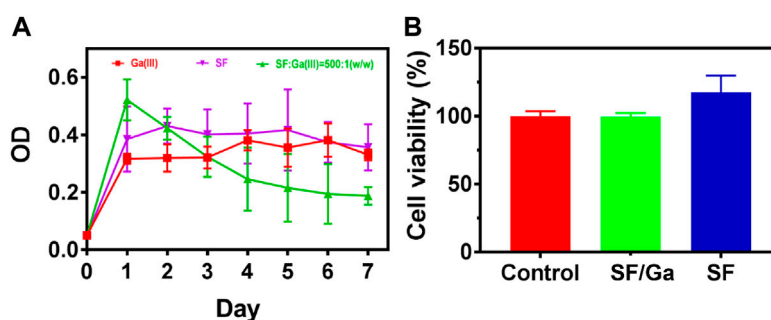 A
Ga(III) SF SF:Ga(III)=500:1(w/w)
OD
0.6
0.4
0.2
0.0
0 1 2 3 4 5 6 7
Day
B
Cell viability (%)
150
100
50
0
Control SF/Ga SF